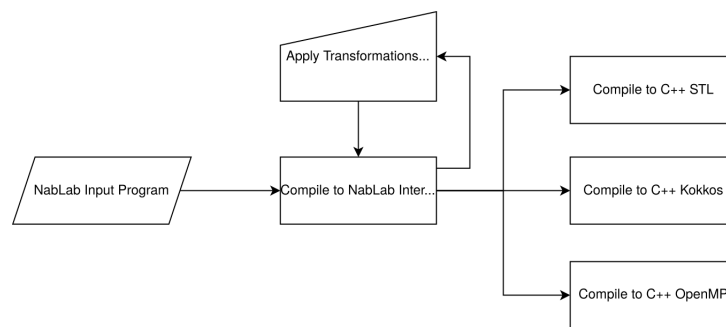 Apply Transformations...
Compile to C++ STL
NabLab Input Program
Compile to NabLab Inter...
Compile to C++ Kokkos
Compile to C++ OpenMP